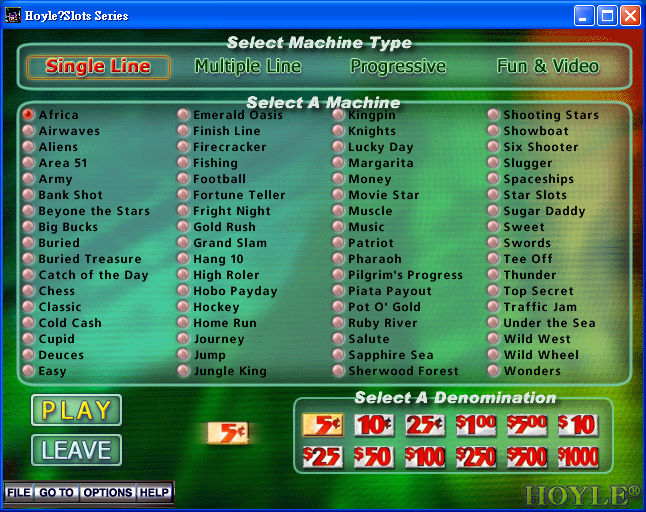 Hoyle?Slots Series
Select Machine Type
Single Line
Multiple Line
Progressive
Fun & Video
Select A Machine
Africa
Airwaves
Aliens
Area 51
Army
Bank Shot
Beyone the Stars
Big Bucks
Buried
Buried Treasure
Catch of the Day
Chess
Classic
Cold Cash
Cupid
Deuces
Easy
Emerald Oasis
Finish Line
Firecracker
Fishing
Football
Fortune Teller
Fright Night
Gold Rush
Grand Slam
Hang 10
High Roler
Hobo Payday
Hockey
Home Run
Journey
Jump
Jungle King
Kingpin
Knights
Lucky Day
Margarita
Money
Movie Star
Muscle
Music
Patriot
Pharaoh
Pilgrim's Progress
Piata Payout
Pot O' Gold
Ruby River
Salute
Sapphire Sea
Sherwood Forest
Shooting Stars
Showboat
Six Shooter
Slugger
Spaceships
Star Slots
Sugar Daddy
Sweet
Swords
Tee Off
Thunder
Top Secret
Traffic Jam
Under the Sea
Wild West
Wild Wheel
Wonders
PLAY
LEAVE
5¢
Select A Denomination
5¢ 10¢ 25¢ $1⁰⁰ $5⁰⁰ $10
$25 $50 $100 $250 $500 $1000
FILE GO TO OPTIONS HELP
HOYLE®